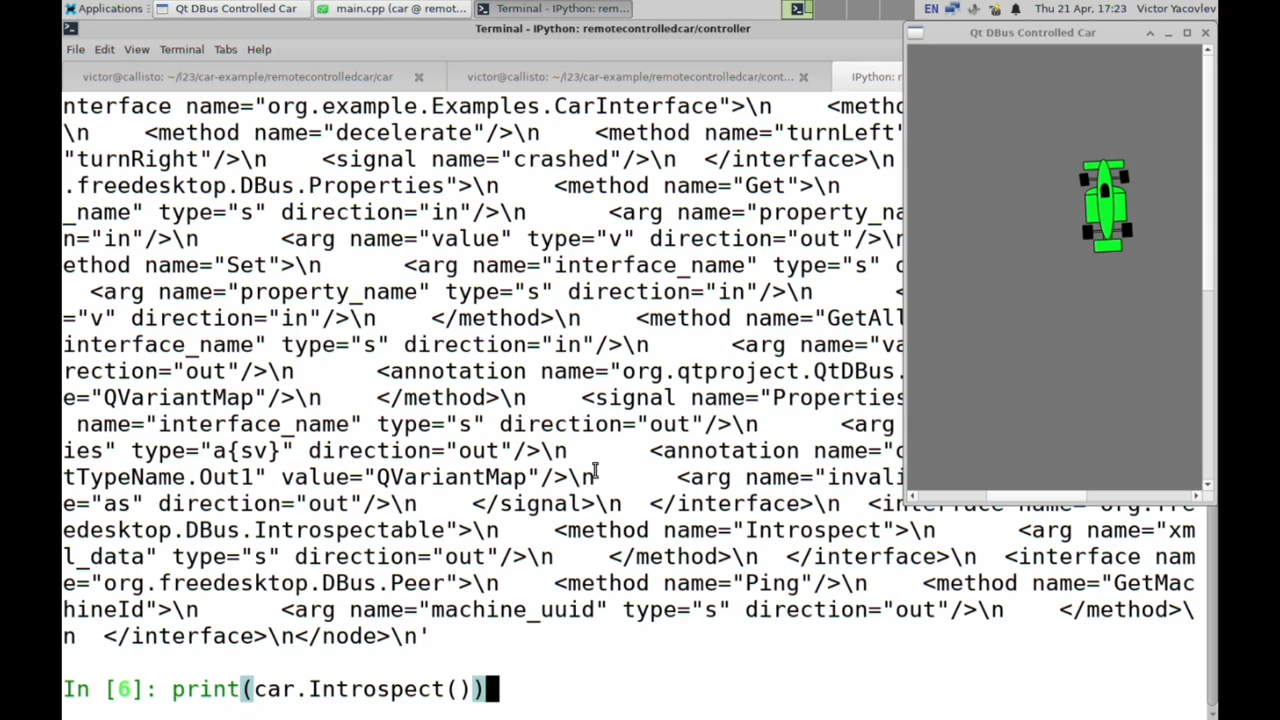 Applications
Qt DBus Controlled Car
main.cpp (car @ remot...
Terminal - IPython: rem...
EN
Thu 21 Apr, 17:23
Victor Yacovlev
Terminal - IPython: remotecontrolledcar/controller
File Edit View Terminal Tabs Help
victor@callisto: ~/l23/car-example/remotecontrolledcar/car
victor@callisto: ~/l23/car-example/remotecontrolledcar/cont...
IPython: r
Qt DBus Controlled Car
nterface name="org.example.Examples.CarInterface">\n    <metho
\n    <method name="decelerate"/>\n    <method name="turnLeft"
"turnRight"/>\n    <signal name="crashed"/>\n  </interface>\n
.freedesktop.DBus.Properties">\n    <method name="Get">\n
_name" type="s" direction="in"/>\n      <arg name="property_na
n="in"/>\n      <arg name="value" type="v" direction="out"/>\n
ethod name="Set">\n      <arg name="interface_name" type="s" d
  <arg name="property_name" type="s" direction="in"/>\n      <
="v" direction="in"/>\n    </method>\n    <method name="GetAll
interface_name" type="s" direction="in"/>\n      <arg name="va
rection="out"/>\n      <annotation name="org.qtproject.QtDBus.
e="QVariantMap"/>\n    </method>\n    <signal name="Properties
 name="interface_name" type="s" direction="out"/>\n      <arg
ies" type="a{sv}" direction="out"/>\n      <annotation name="o
tTypeName.Out1" value="QVariantMap"/>\n      <arg name="invali
e="as" direction="out"/>\n    </signal>\n  </interface>\n  <interface name="org.fre
edesktop.DBus.Introspectable">\n    <method name="Introspect">\n      <arg name="xm
l_data" type="s" direction="out"/>\n    </method>\n  </interface>\n  <interface nam
e="org.freedesktop.DBus.Peer">\n    <method name="Ping"/>\n    <method name="GetMac
hineId">\n      <arg name="machine_uuid" type="s" direction="out"/>\n    </method>\
n  </interface>\n</node>\n'
In [6]: print(car.Introspect())